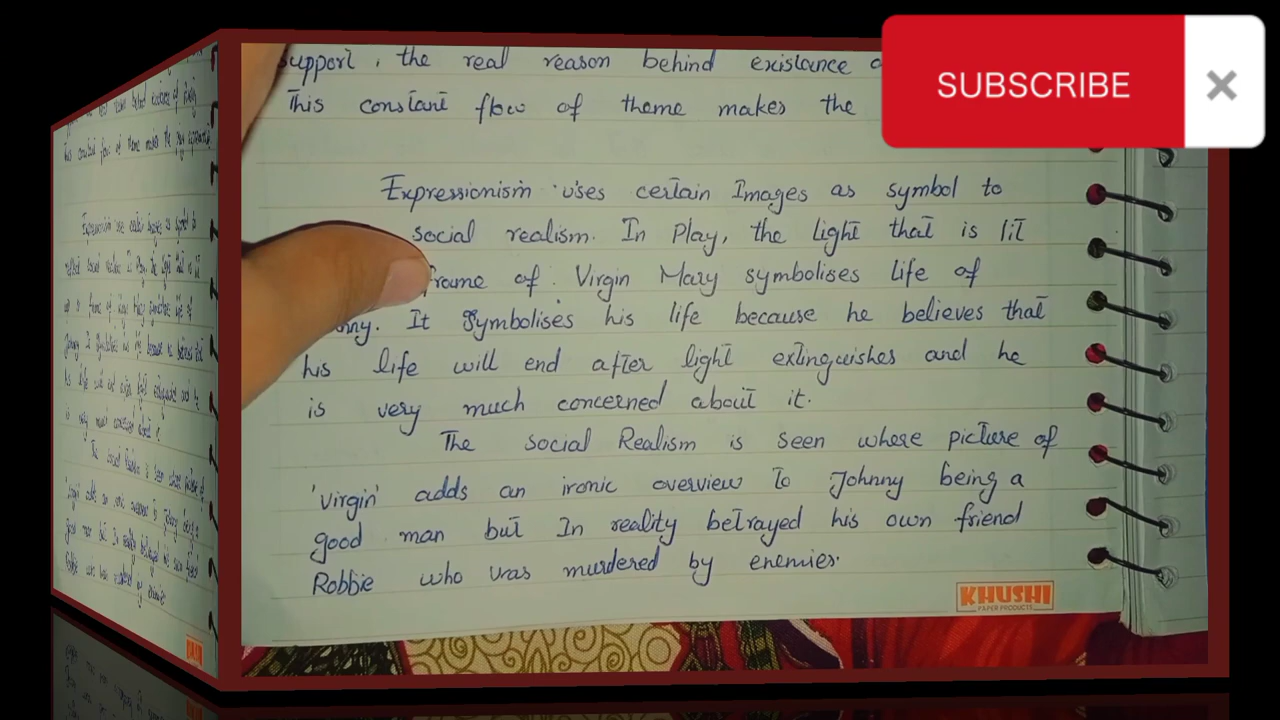 support, the real reason behind existance
This constant flow of theme makes the
Expressionism uses certain Images as symbol to
social realism. In Play, the Light that is lit
frame of Virgin Mary symbolises life of
It Symbolises his life because he believes that
his life will end after light extinguishes and he
is very much concerned about it.
The social Realism is seen where picture of
'Virgin' adds an ironic overview to Johnny being a
good man but In reality betrayed his own friend
Robbie who was murdered by enemies.
KHUSHI
PAPER PRODUCTS
SUBSCRIBE